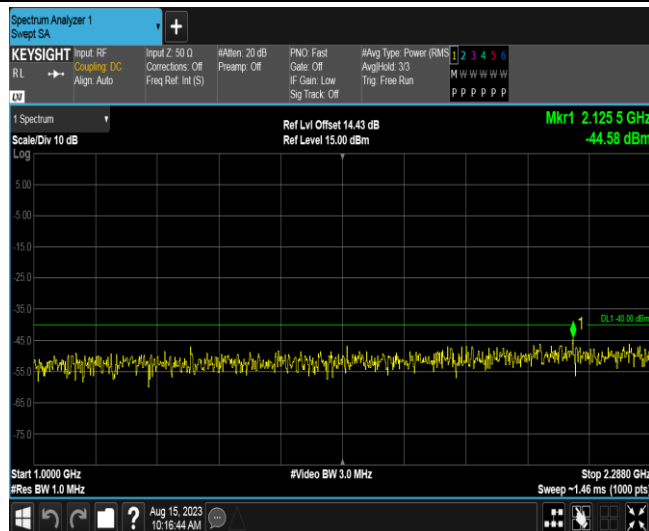 Spectrum Analyzer 1
Swept SA
+
KEYSIGHT
RL
LXI
Input: RF
Coupling: DC
Align: Auto
Input Z: 50 Ω
Corrections: Off
Freq Ref: Int (S)
#Atten: 20 dB
Preamp: Off
PNO: Fast
Gate: Off
IF Gain: Low
Sig Track: Off
#Avg Type: Power (RMS
Avg|Hold: 3/3
Trig: Free Run
1 2 3 4 5 6
M W W W W W
P P P P P P
1 Spectrum
Scale/Div 10 dB
Log
Ref Lvl Offset 14.43 dB
Ref Level 15.00 dBm
Mkr1 2.125 5 GHz
-44.58 dBm
5.00
-5.00
-15.0
-25.0
-35.0
-45.0
-55.0
-65.0
-75.0
DL1 -40.00 dBm
1
Start 1.0000 GHz
#Res BW 1.0 MHz
#Video BW 3.0 MHz
Stop 2.2880 GHz
Sweep ~1.46 ms (1000 pts)
?
Aug 15, 2023
10:16:44 AM